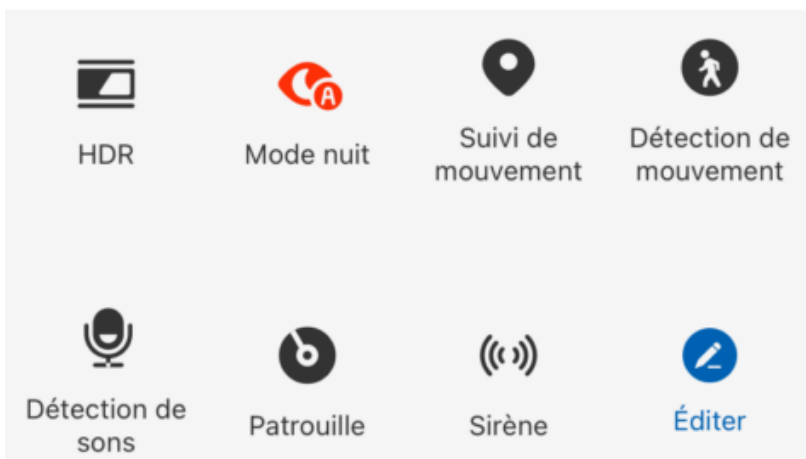 HDR
Mode nuit
A
Suivi de
mouvement
Détection de
mouvement
Détection de
sons
Patrouille
Sirène
Éditer